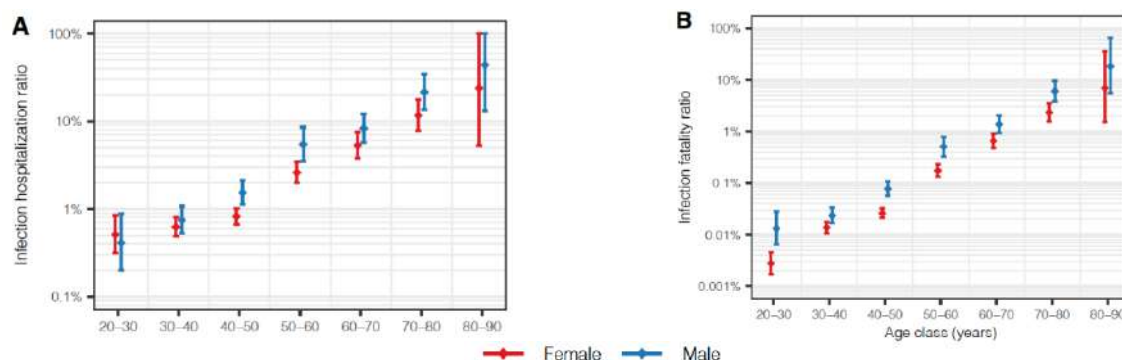 A
Infection hospitalization ratio
100%
10%
1%
0.1%
20–30 30–40 40–50 50–60 60–70 70–80 80–90
B
Infection fatality ratio
100%
10%
1%
0.1%
0.01%
0.001%
20–30 30–40 40–50 50–60 60–70 70–80 80–90
Age class (years)
Female Male